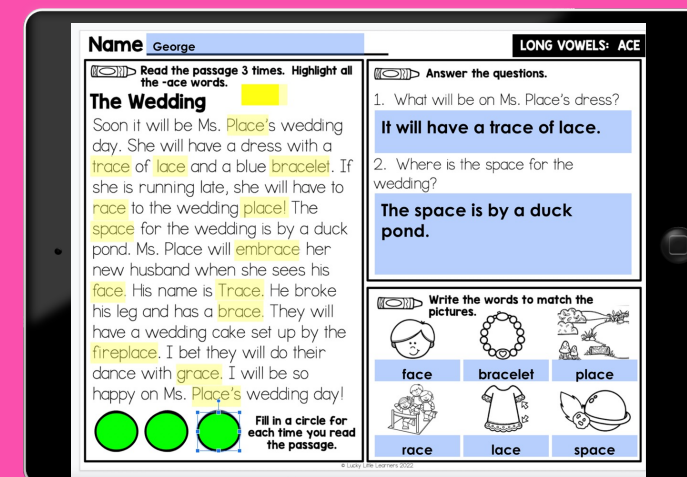 Name George
LONG VOWELS: ACE
Read the passage 3 times. Highlight all
the -ace words.
The Wedding
Soon it will be Ms. Place's wedding
day. She will have a dress with a
trace of lace and a blue bracelet. If
she is running late, she will have to
race to the wedding place! The
space for the wedding is by a duck
pond. Ms. Place will embrace her
new husband when she sees his
face. His name is Trace. He broke
his leg and has a brace. They will
have a wedding cake set up by the
fireplace. I bet they will do their
dance with grace. I will be so
happy on Ms. Place's wedding day!
Fill in a circle for
each time you read
the passage.
Answer the questions.
1. What will be on Ms. Place's dress?
It will have a trace of lace.
2. Where is the space for the
wedding?
The space is by a duck
pond.
Write the words to match the
pictures.
face bracelet place
race lace space
© Lucky Little Learners 2022